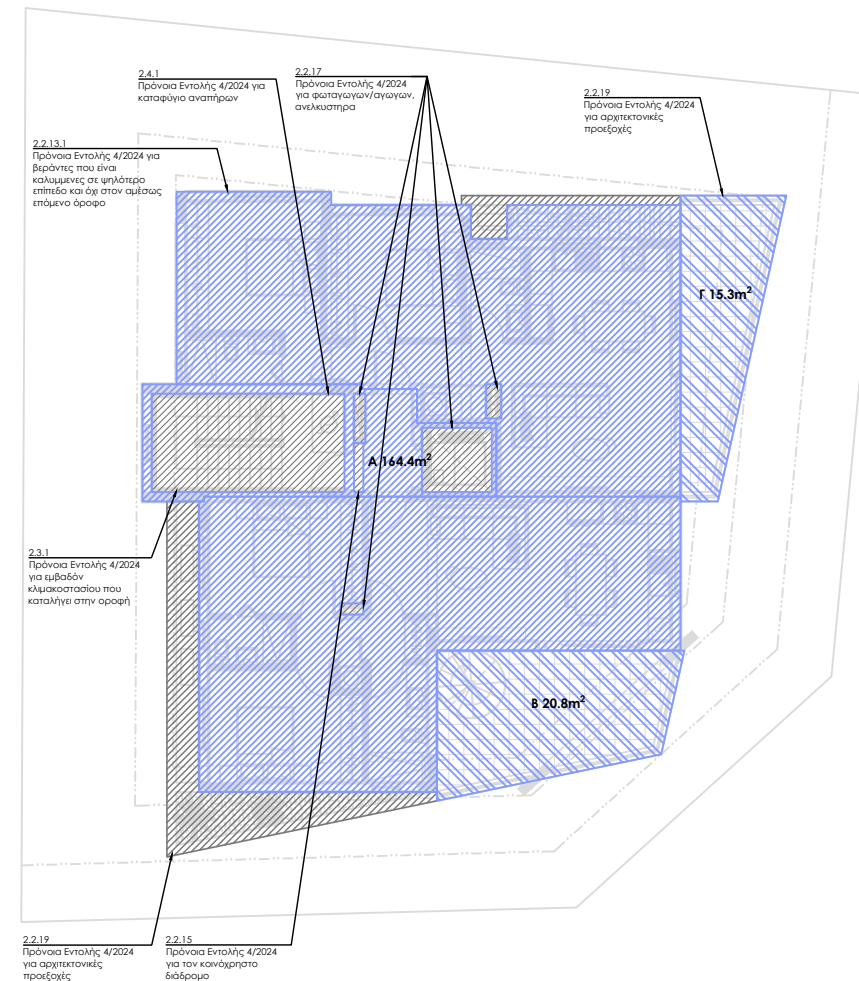 2.4.1
Πρόνοια Εντολής 4/2024 για
καταφύγιο αναπήρων
2.2.17
Πρόνοια Εντολής 4/2024
για φωταγωγων/αγωγων,
ανελκυστηρα
2.2.19
Πρόνοια Εντολής 4/2024
για αρχιτεκτονικές
προεξοχές
2.2.13.1
Πρόνοια Εντολής 4/2024 για
βεράντες που είναι
καλυμμενες σε ψηλότερο
επίπεδο και όχι στον αμέσως
επόμενο όροφο
Γ 15.3m²
Α 164.4m²
2.3.1
Πρόνοια Εντολής 4/2024
για εμβαδόν
κλιμακοστασίου που
καταλήγει στην οροφή
Β 20.8m²
2.2.19
Πρόνοια Εντολής 4/2024
για αρχιτεκτονικές
προεξοχές
2.2.15
Πρόνοια Εντολής 4/2024
για τον κοινόχρηστο
διάδρομο